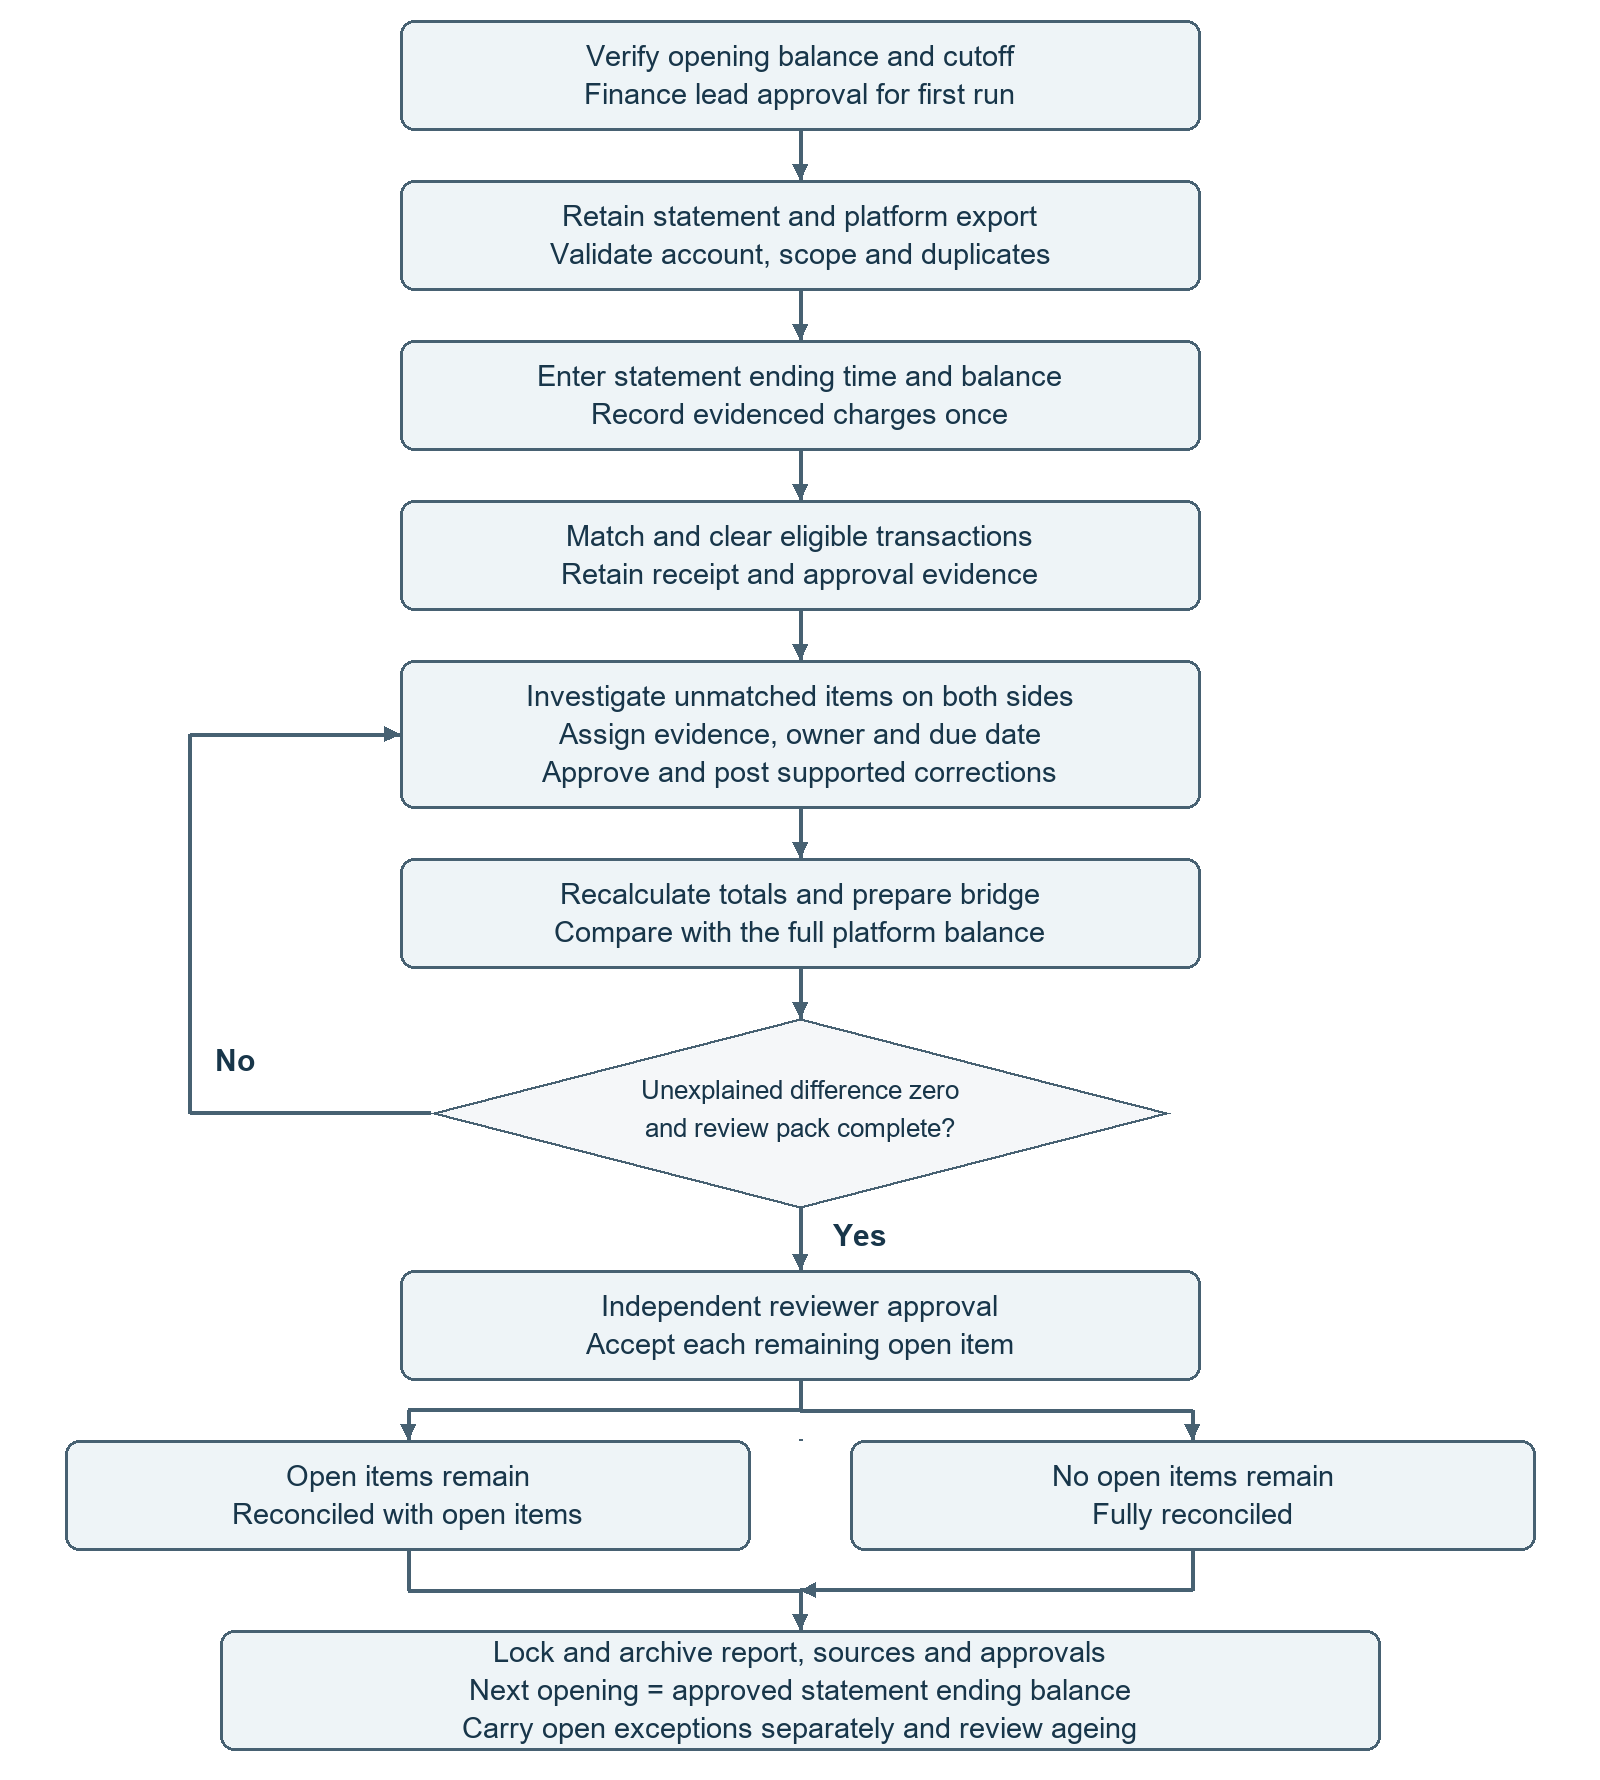 Verify opening balance and cutoff
Finance lead approval for first run
Retain statement and platform export
Validate account, scope and duplicates
Enter statement ending time and balance
Record evidenced charges once
Match and clear eligible transactions
Retain receipt and approval evidence
Investigate unmatched items on both sides
Assign evidence, owner and due date
Approve and post supported corrections
Recalculate totals and prepare bridge
Compare with the full platform balance
No
Unexplained difference zero
and review pack complete?
Yes
Independent reviewer approval
Accept each remaining open item
Open items remain
Reconciled with open items
No open items remain
Fully reconciled
Lock and archive report, sources and approvals
Next opening = approved statement ending balance
Carry open exceptions separately and review ageing